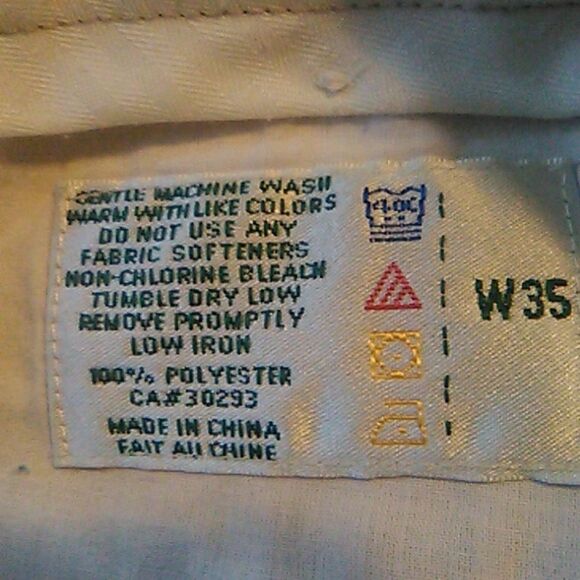 GENTLE MACHINE WASH
WARM WITH LIKE COLORS
DO NOT USE ANY
FABRIC SOFTENERS
NON-CHLORINE BLEACH
TUMBLE DRY LOW
REMOVE PROMPTLY
LOW IRON
100% POLYESTER
CA#30293
MADE IN CHINA
FAIT AU CHINE
40C
W35